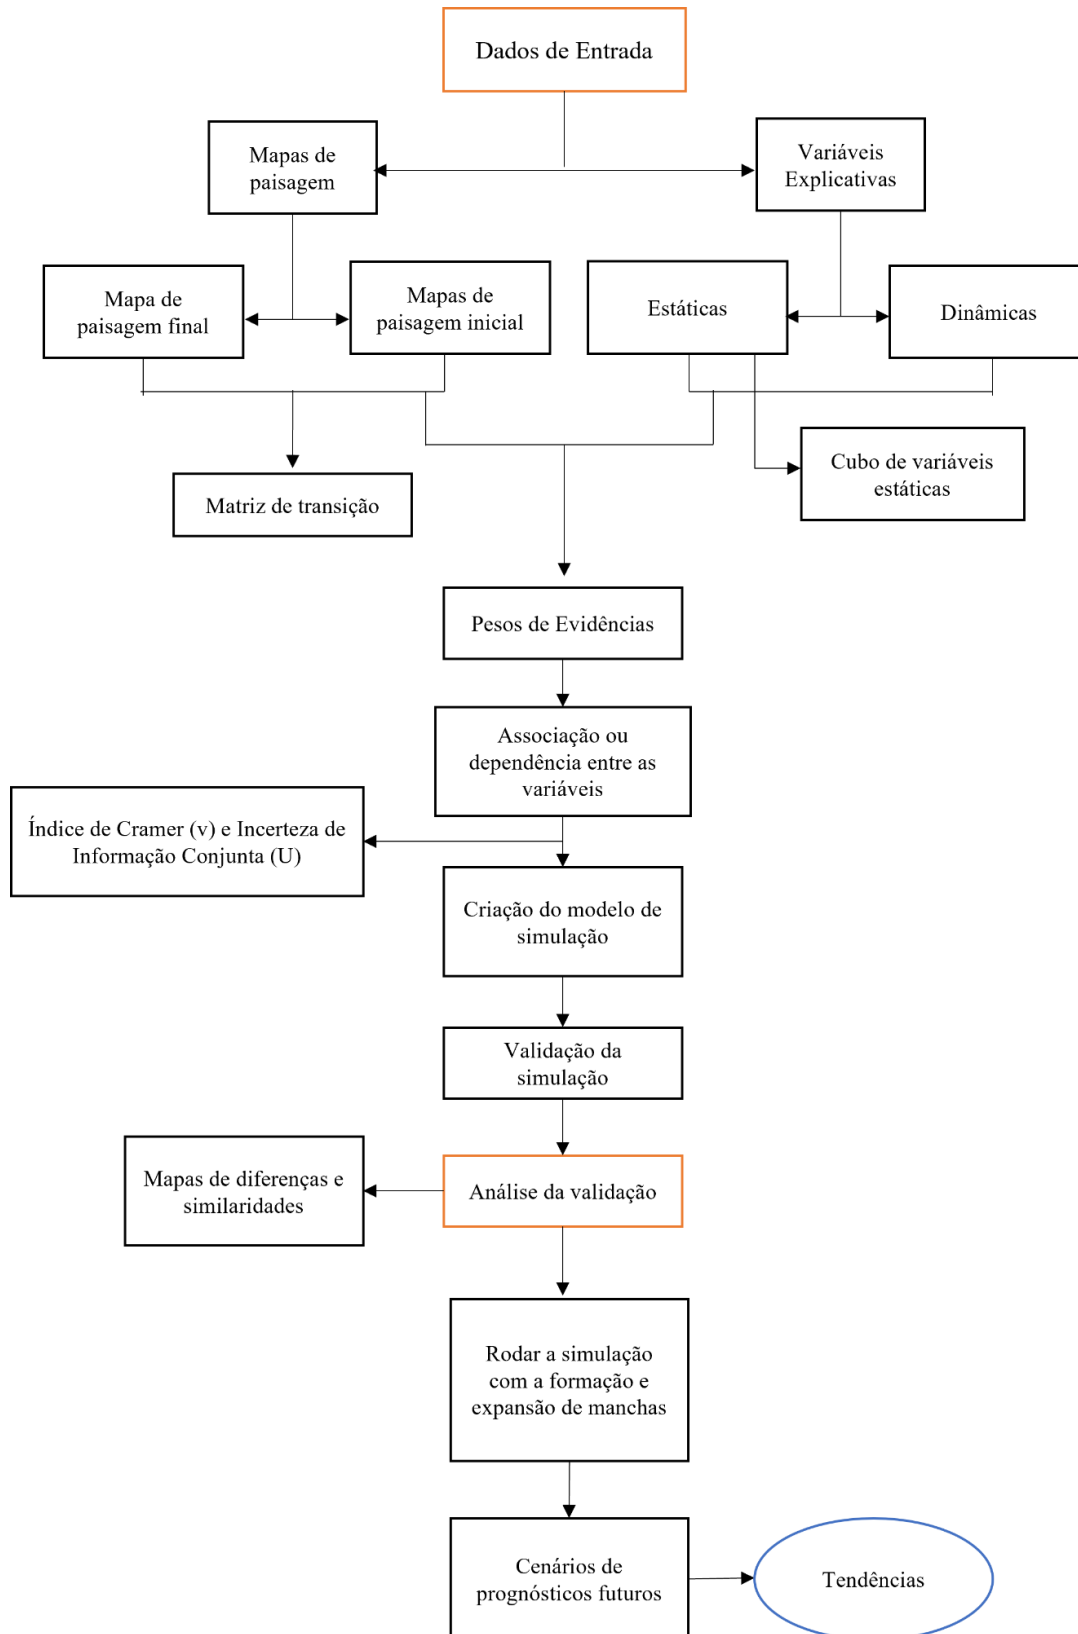 Dados de Entrada
Mapas de
paisagem
Variáveis
Explicativas
Mapa de
paisagem final
Mapas de
paisagem inicial
Estáticas
Dinâmicas
Cubo de variáveis
estáticas
Matriz de transição
Pesos de Evidências
Associação ou
dependência entre as
variáveis
Índice de Cramer (v) e Incerteza de
Informação Conjunta (U)
Criação do modelo de
simulação
Validação da
simulação
Mapas de diferenças e
similaridades
Análise da validação
Rodar a simulação
com a formação e
expansão de manchas
Cenários de
prognósticos futuros
Tendências